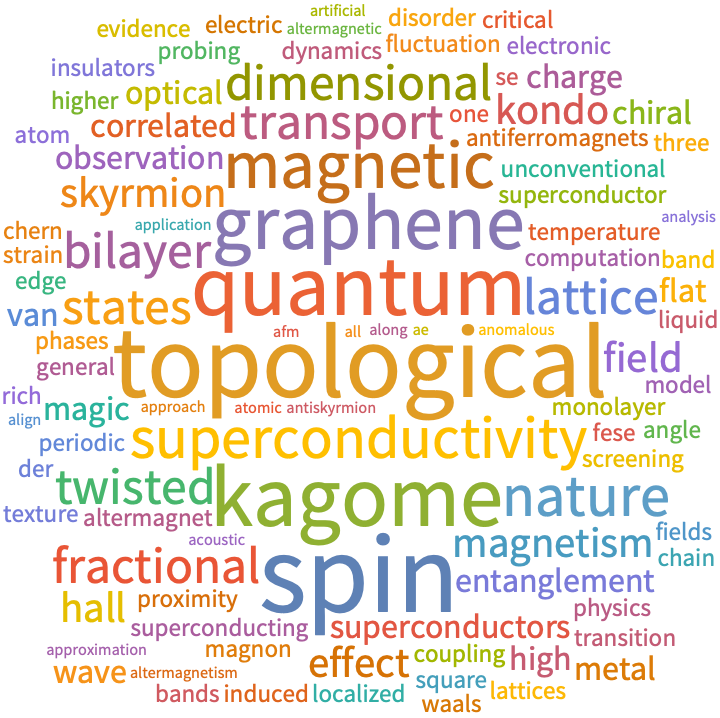 artificial
evidence electric altermagnetic disorder critical
probing dynamics fluctuation electronic
insulators dimensional se charge
higher optical transport one kondo chiral
atom correlated magnetic antiferromagnets three
observation unconventional
skyrmion graphene superconductor
chern application temperature analysis
strain bilayer quantum computation band
edge states lattice flat
van afm all along ae anomalous liquid
phases topological field
general model
rich magic approach atomic antiskyrmion monolayer
align periodic superconductivity fese angle
der twisted kagome screening
texture altermagnet nature
acoustic magnetism fields
fractional spin chain
hall proximity entanglement
superconducting superconductors physics
approximation magnon transition
wave altermagnetism effect coupling high metal
bands induced localized square lattices
waals